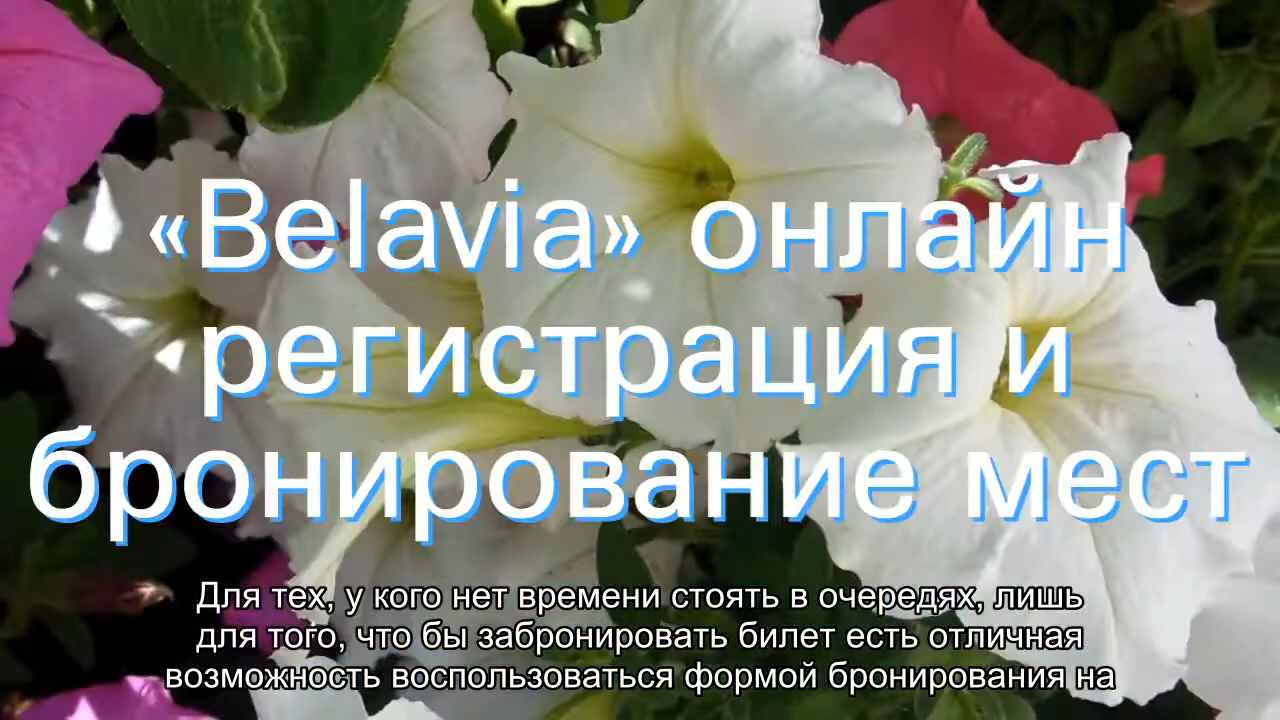 «Belavia» онлайн
регистрация и
бронирование мест
Для тех, у кого нет времени стоять в очередях, лишь
для того, что бы забронировать билет есть отличная
возможность воспользоваться формой бронирования на